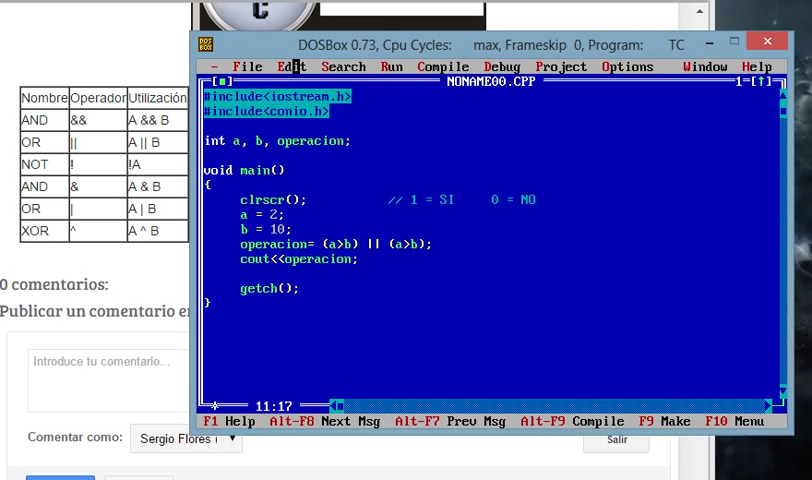 C
DOSBox 0.73, Cpu Cycles: max, Frameskip 0, Program: TC
File Edit Search Run Compile Debug Project Options Window Help
NONAME00.CPP 1=[↑]
#include<iostream.h>
#include<conio.h>
int a, b, operacion;
void main()
{
clrscr(); // 1 = SI 0 = NO
a = 2;
b = 10;
operacion= (a>b) || (a>b);
cout<<operacion;
getch();
}
11:17
F1 Help Alt-F8 Next Msg Alt-F7 Prev Msg Alt-F9 Compile F9 Make F10 Menu
Nombre Operador Utilización
AND && A && B
OR || A || B
NOT ! !A
AND & A & B
OR | A | B
XOR ^ A ^ B
0 comentarios:
Publicar un comentario en
Introduce tu comentario...
Comentar como: Sergio Flores ( Salir